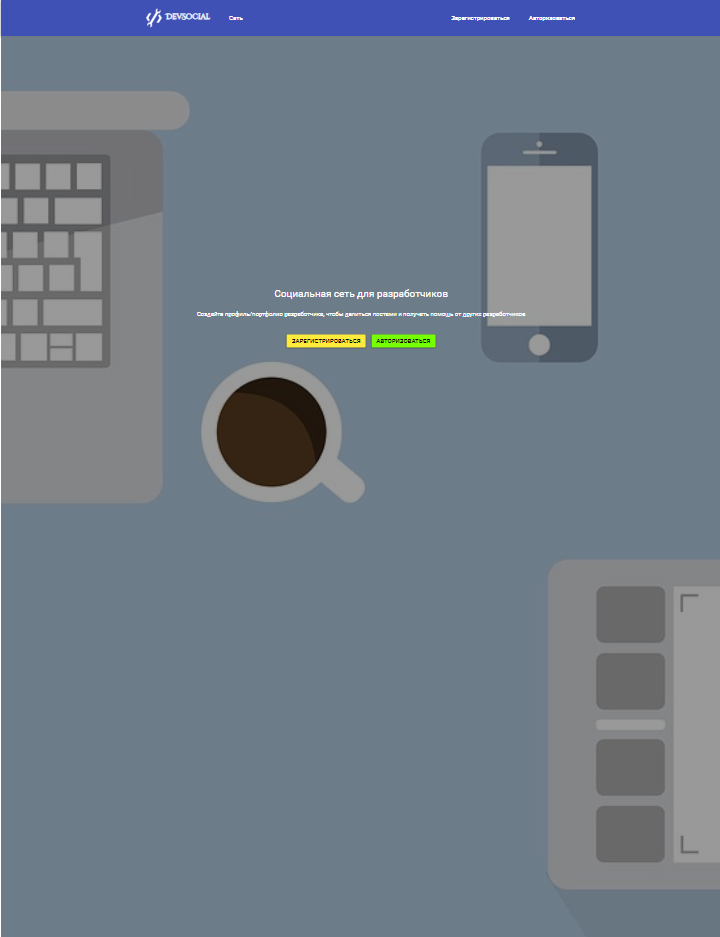 DEVSOCIAL
Сеть
Зарегистрироваться
Авторизоваться
Социальная сеть для разработчиков
Создайте профиль/портфолио разработчика, чтобы делиться постами и получать помощь от других разработчиков
ЗАРЕГИСТРИРОВАТЬСЯ
АВТОРИЗОВАТЬСЯ